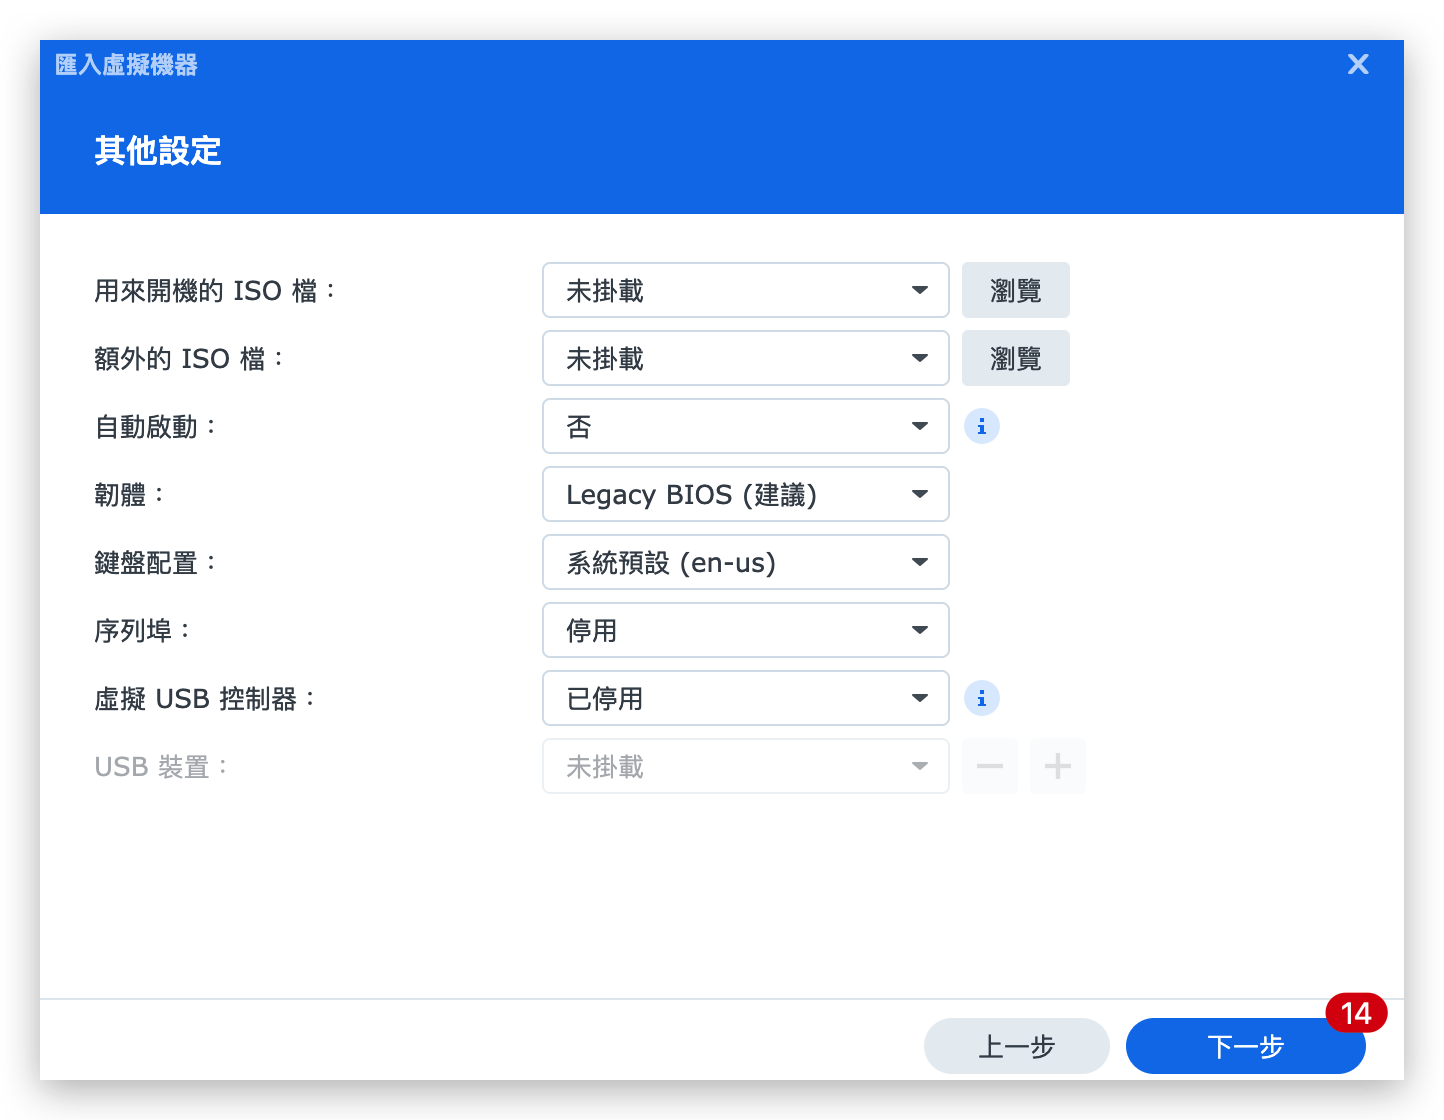 匯入虛擬機器
其他設定
用來開機的 ISO 檔： 未掛載 瀏覽
額外的 ISO 檔： 未掛載 瀏覽
自動啟動： 否 i
韌體： Legacy BIOS (建議)
鍵盤配置： 系統預設 (en-us)
序列埠： 停用
虛擬 USB 控制器： 已停用 i
USB 裝置： 未掛載
14
上一步 下一步